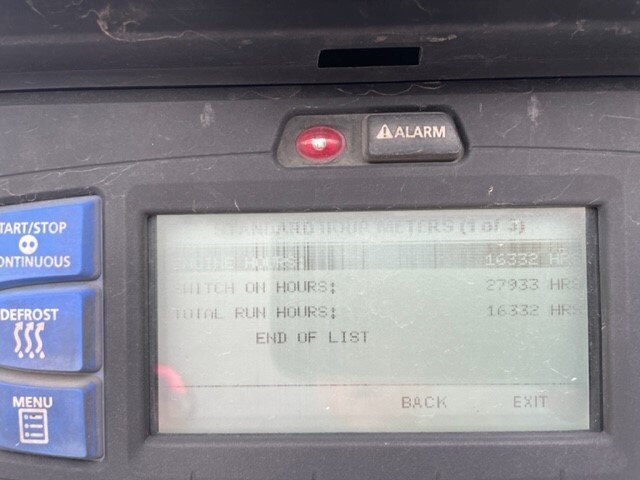 ALARM
START/STOP
CONTINUOUS
DEFROST
MENU
STANDARD HOUR METERS (1 of 3)
ENGINE HOURS: 16332 HRS
SWITCH ON HOURS: 27933 HRS
TOTAL RUN HOURS: 16332 HRS
END OF LIST
BACK EXIT